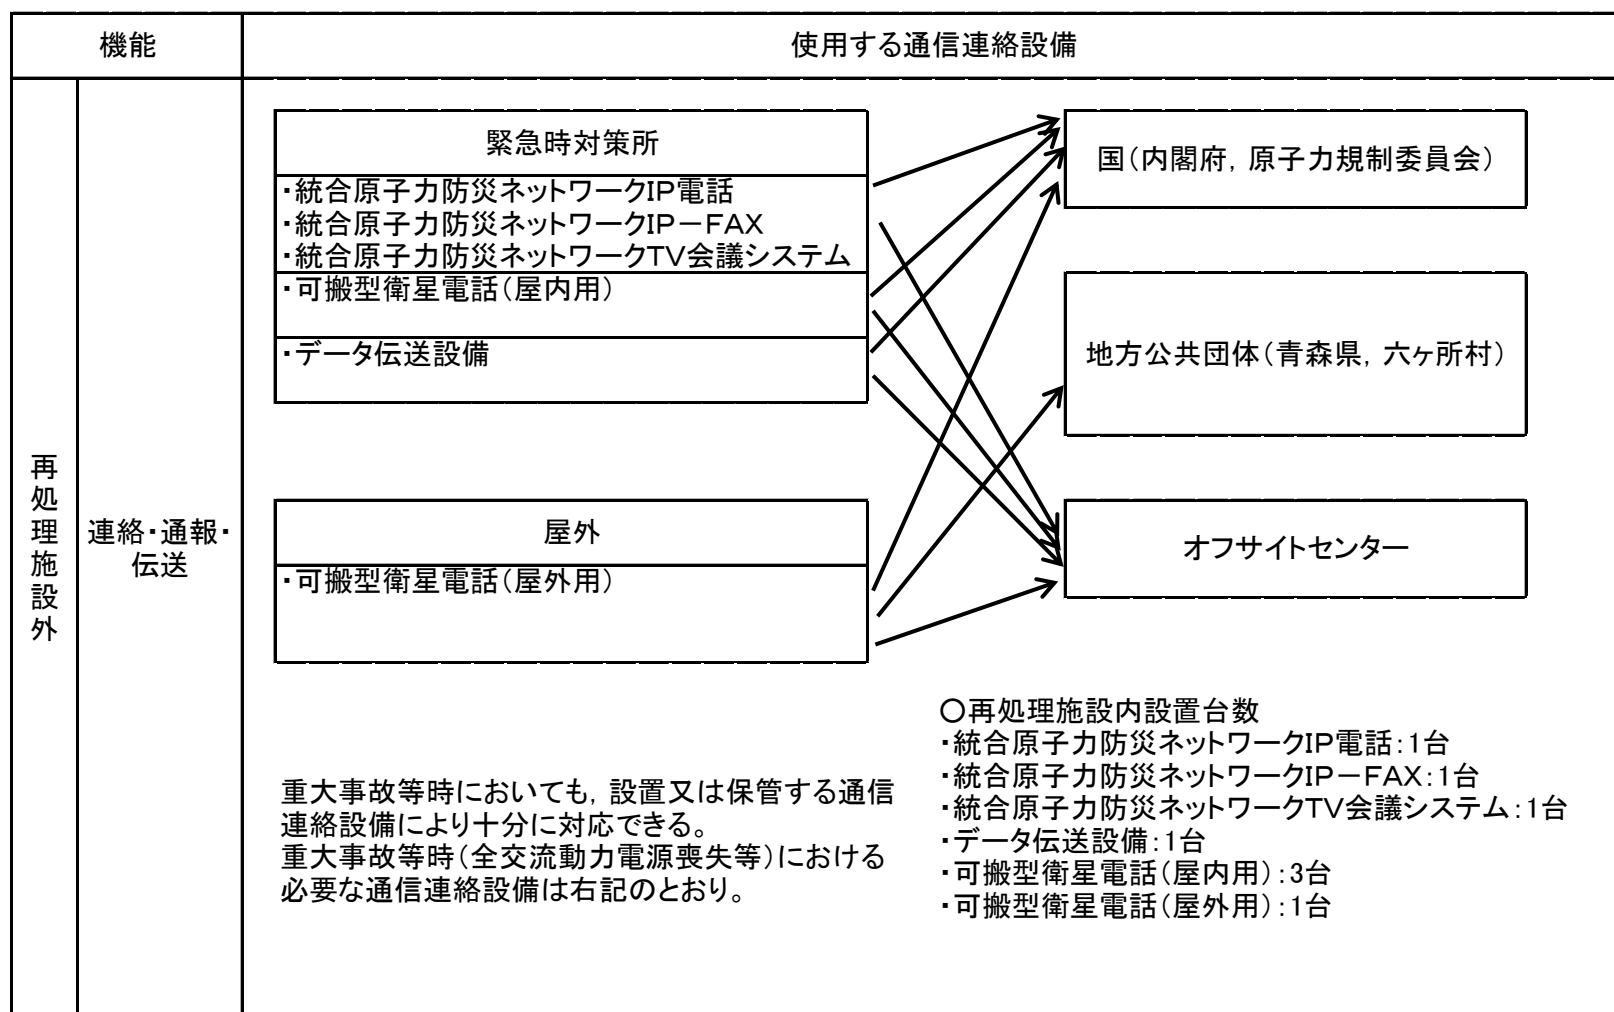 機能
使用する通信連絡設備
再処理施設外
連絡・通報・
伝送
緊急時対策所
・統合原子力防災ネットワークIP電話
・統合原子力防災ネットワークIP－FAX
・統合原子力防災ネットワークTV会議システム
・可搬型衛星電話（屋内用）
・データ伝送設備
屋外
・可搬型衛星電話（屋外用）
国（内閣府，原子力規制委員会）
地方公共団体（青森県，六ヶ所村）
オフサイトセンター
重大事故等時においても，設置又は保管する通信
連絡設備により十分に対応できる。
重大事故等時（全交流動力電源喪失等）における
必要な通信連絡設備は右記のとおり。
○再処理施設内設置台数
・統合原子力防災ネットワークIP電話：1台
・統合原子力防災ネットワークIP－FAX：1台
・統合原子力防災ネットワークTV会議システム：1台
・データ伝送設備：1台
・可搬型衛星電話（屋内用）：3台
・可搬型衛星電話（屋外用）：1台